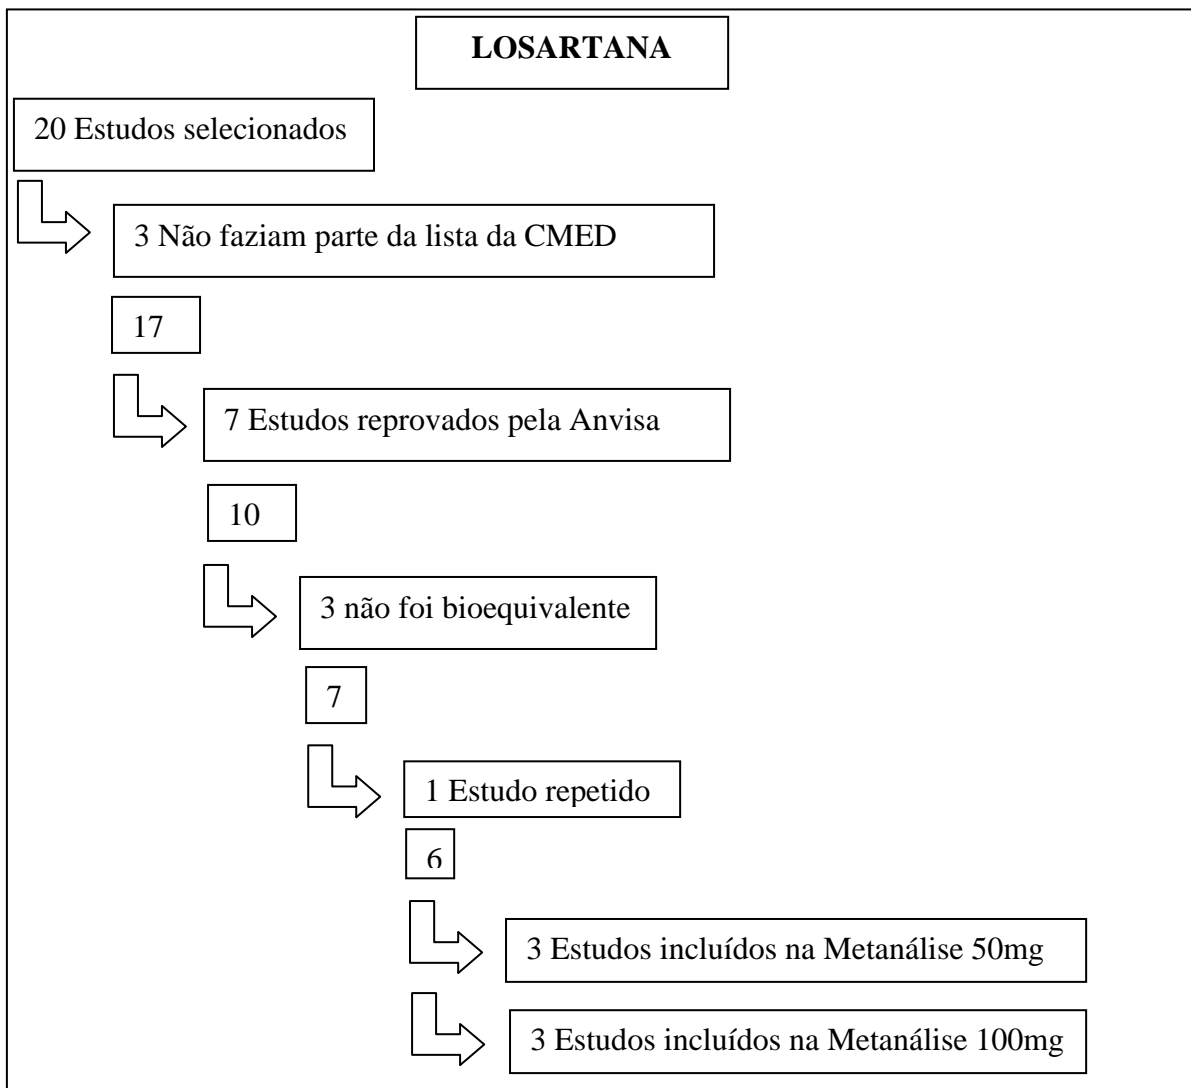 LOSARTANA
20 Estudos selecionados
3 Não faziam parte da lista da CMED
17
7 Estudos reprovados pela Anvisa
10
3 não foi bioequivalente
7
1 Estudo repetido
6
3 Estudos incluídos na Metanálise 50mg
3 Estudos incluídos na Metanálise 100mg